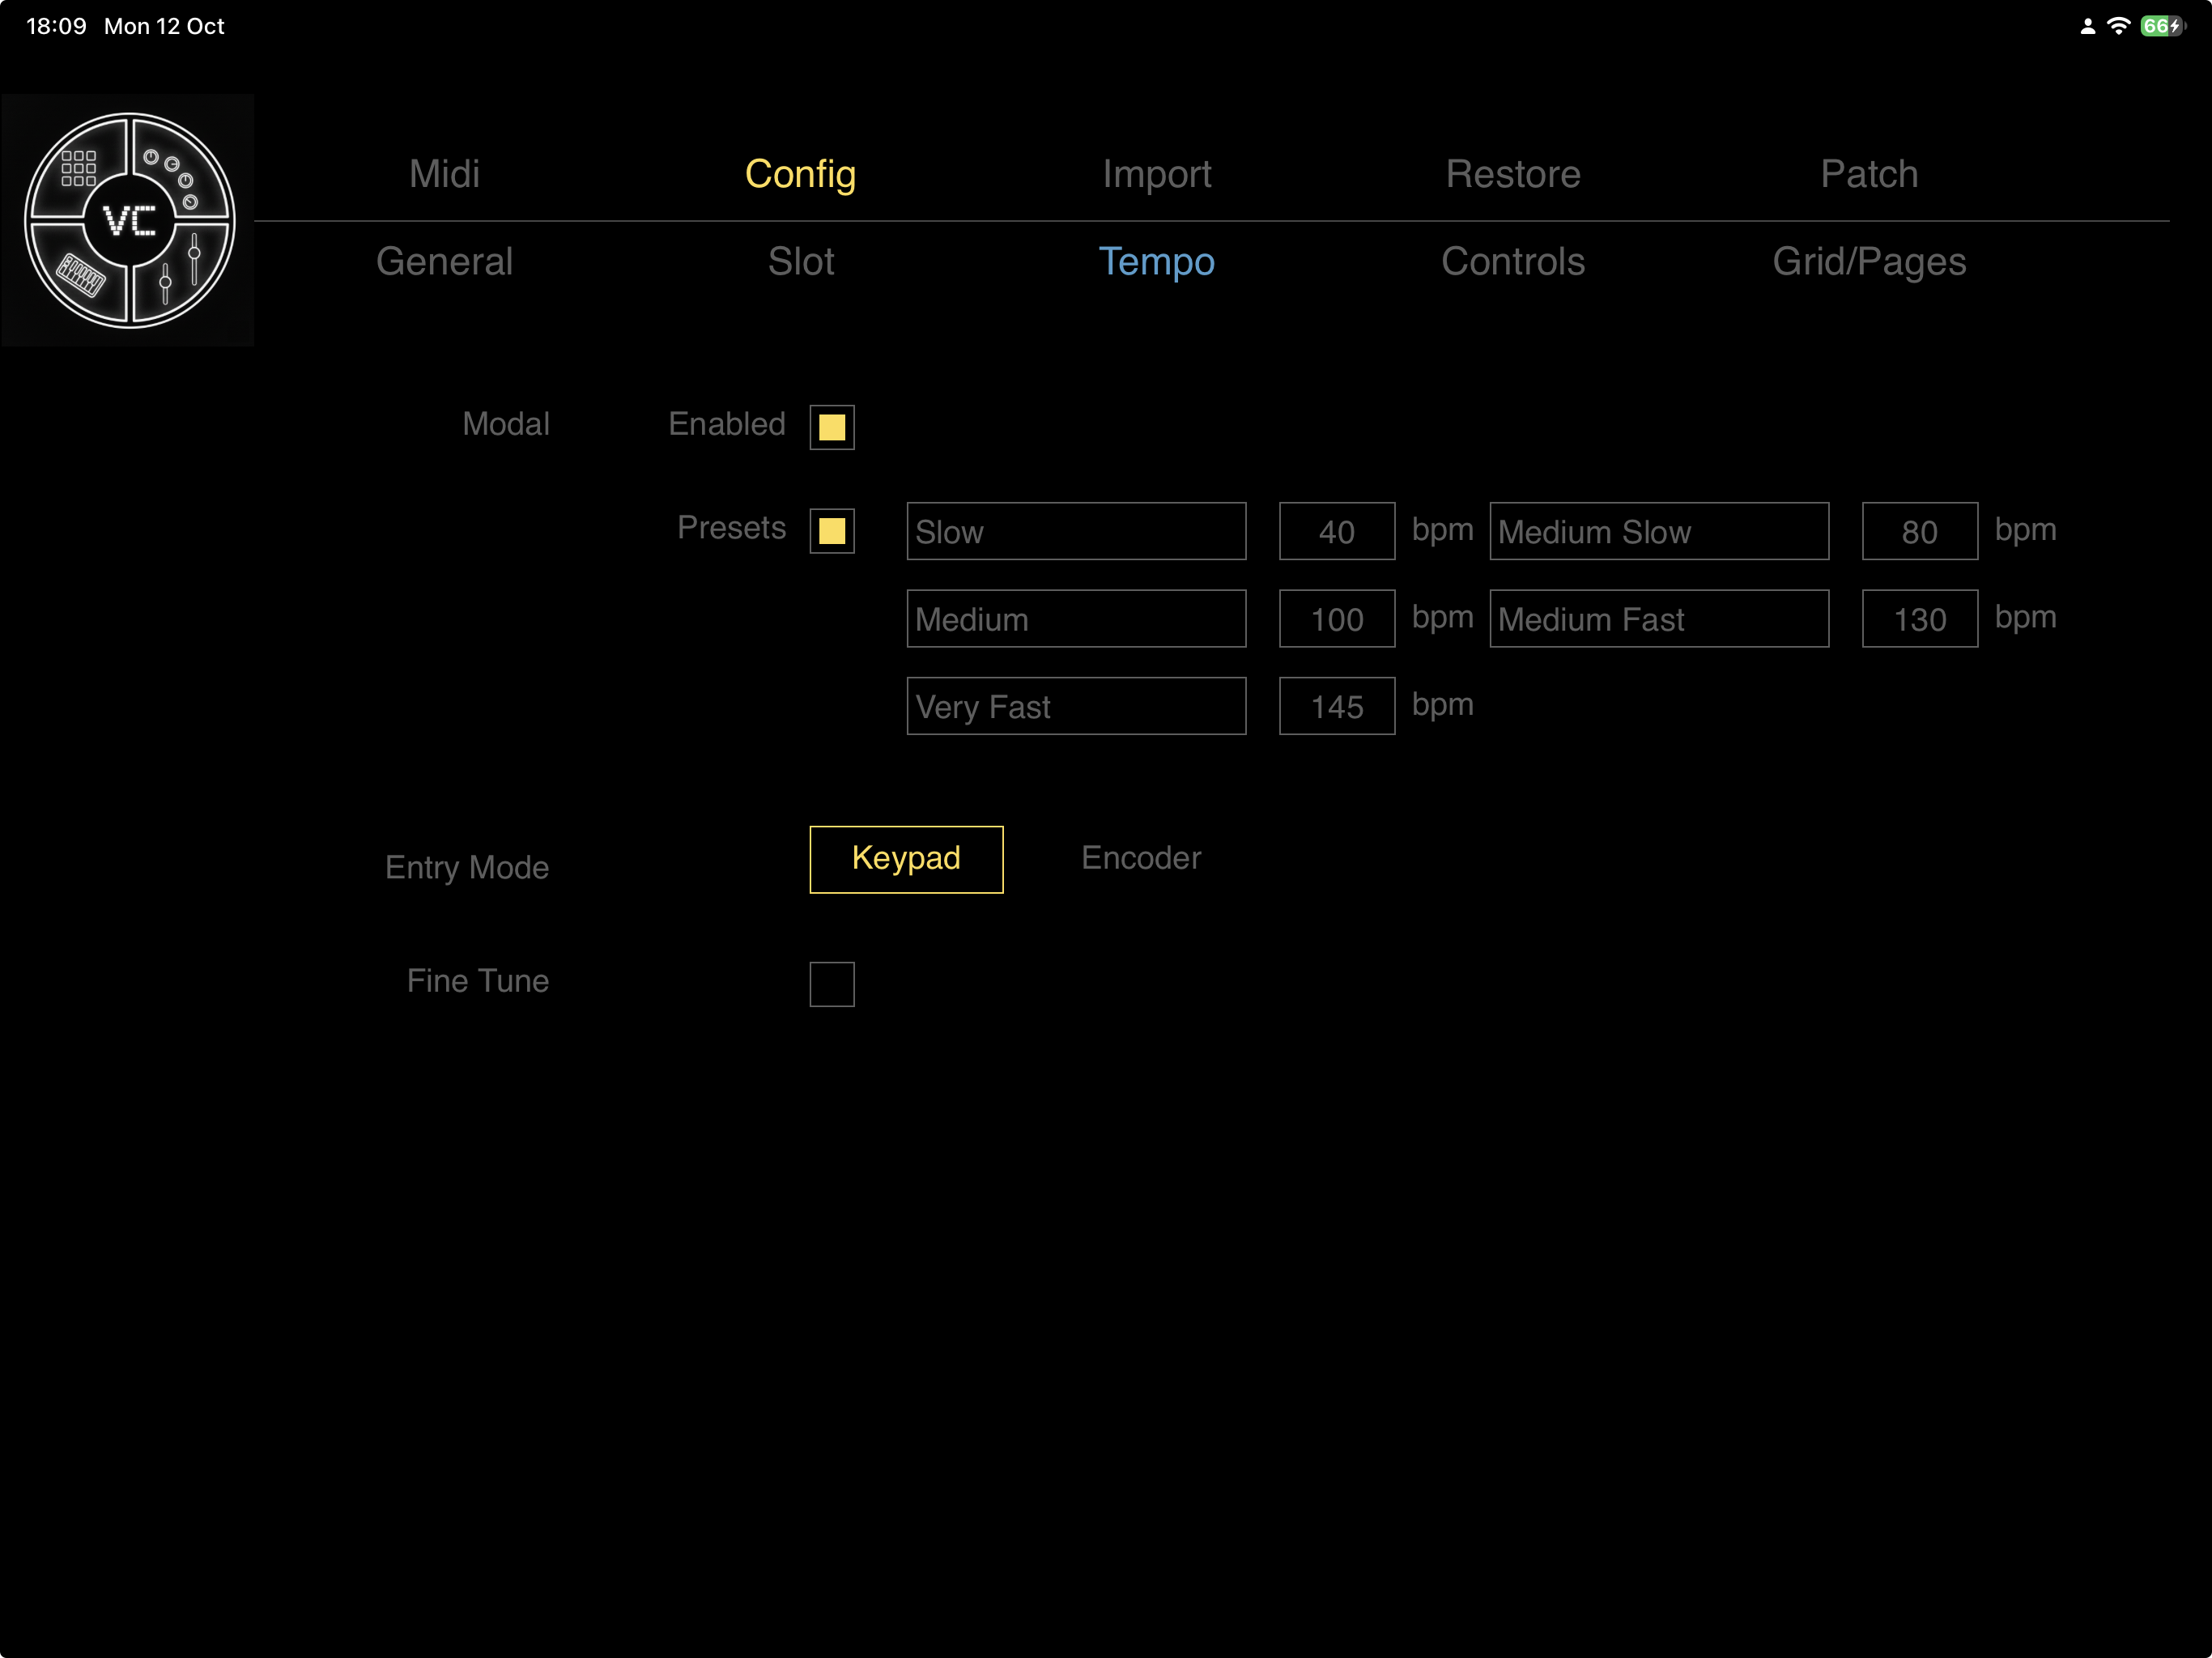 18:09 Mon 12 Oct 66
VC
Midi Config Import Restore Patch
General Slot Tempo Controls Grid/Pages
Modal Enabled
Presets Slow 40 bpm Medium Slow 80 bpm
Medium 100 bpm Medium Fast 130 bpm
Very Fast 145 bpm
Entry Mode Keypad Encoder
Fine Tune